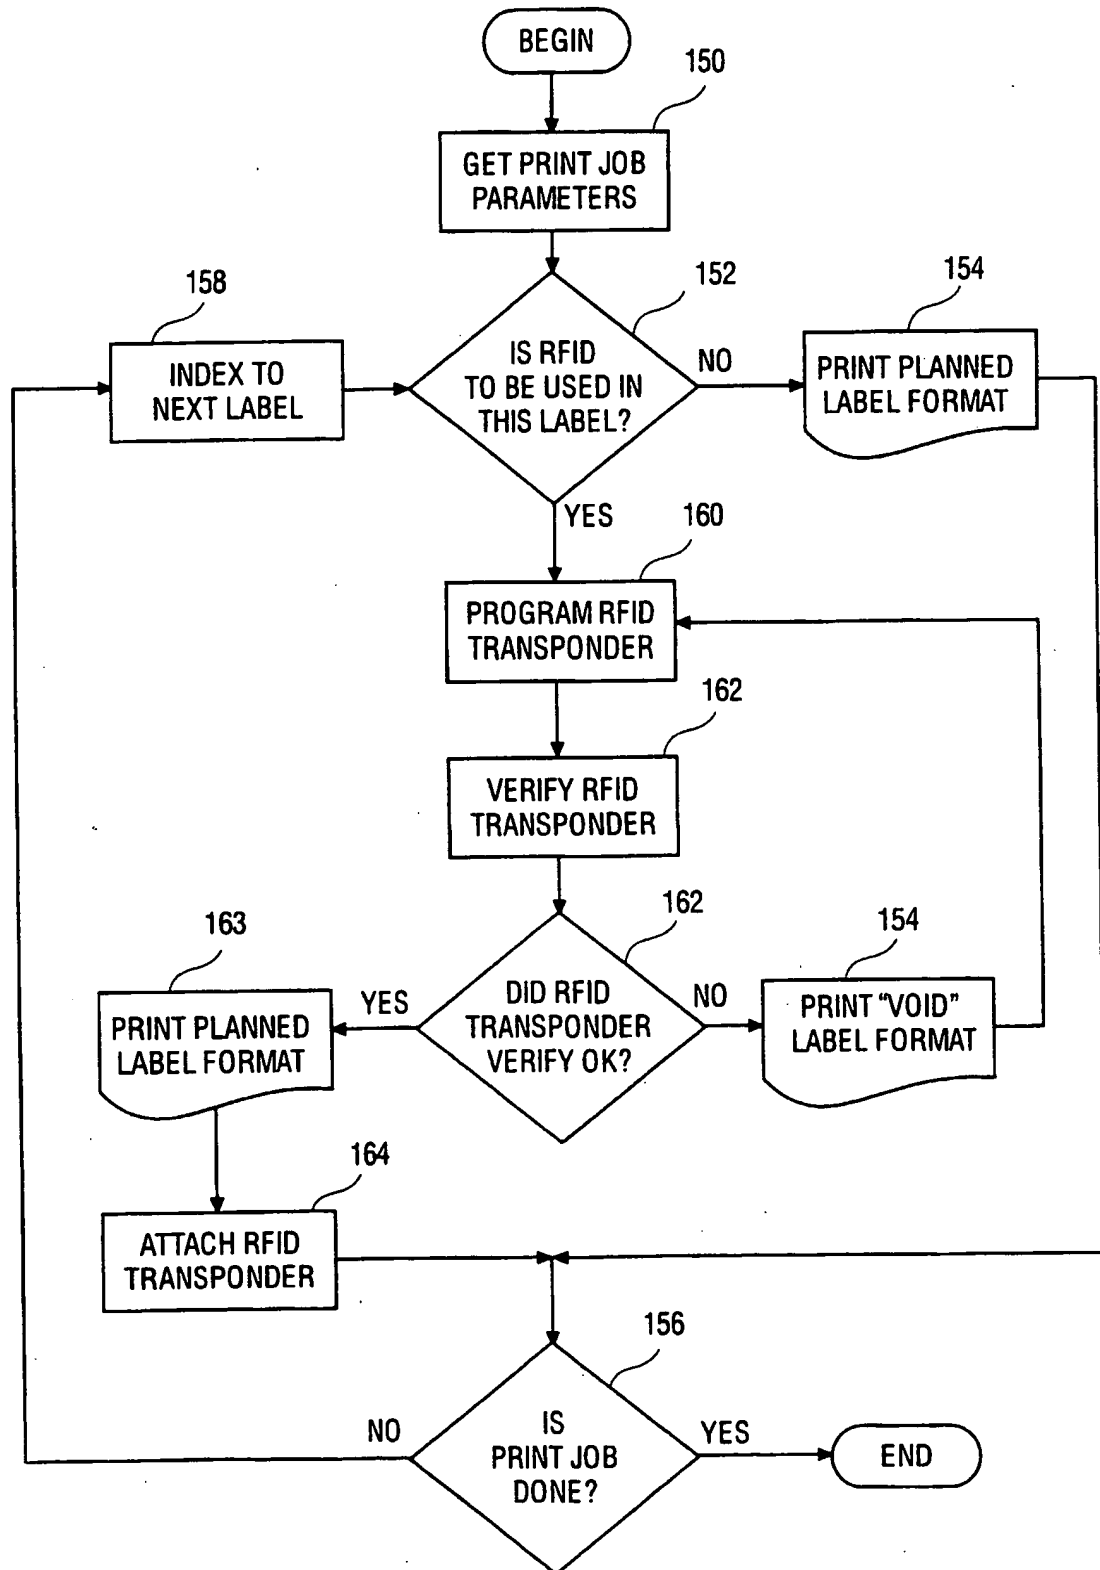 BEGIN
150
GET PRINT JOB
PARAMETERS
158
152
154
INDEX TO
NEXT LABEL
IS RFID
TO BE USED IN
THIS LABEL?
NO
PRINT PLANNED
LABEL FORMAT
YES
160
PROGRAM RFID
TRANSPONDER
162
VERIFY RFID
TRANSPONDER
163
162
154
PRINT PLANNED
LABEL FORMAT
YES
DID RFID
TRANSPONDER
VERIFY OK?
NO
PRINT “VOID”
LABEL FORMAT
164
ATTACH RFID
TRANSPONDER
156
NO
IS
PRINT JOB
DONE?
YES
END